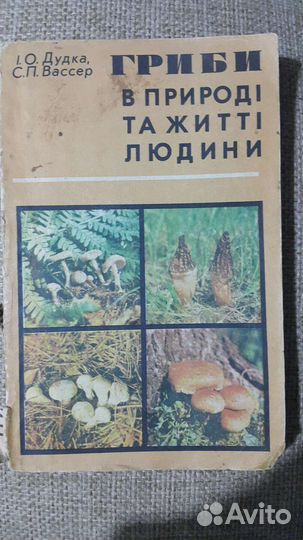 І.О. Дудка,
С.П. Вассер
ГРИБИ
В ПРИРОДІ
ТА ЖИТТІ
ЛЮДИНИ
Avito